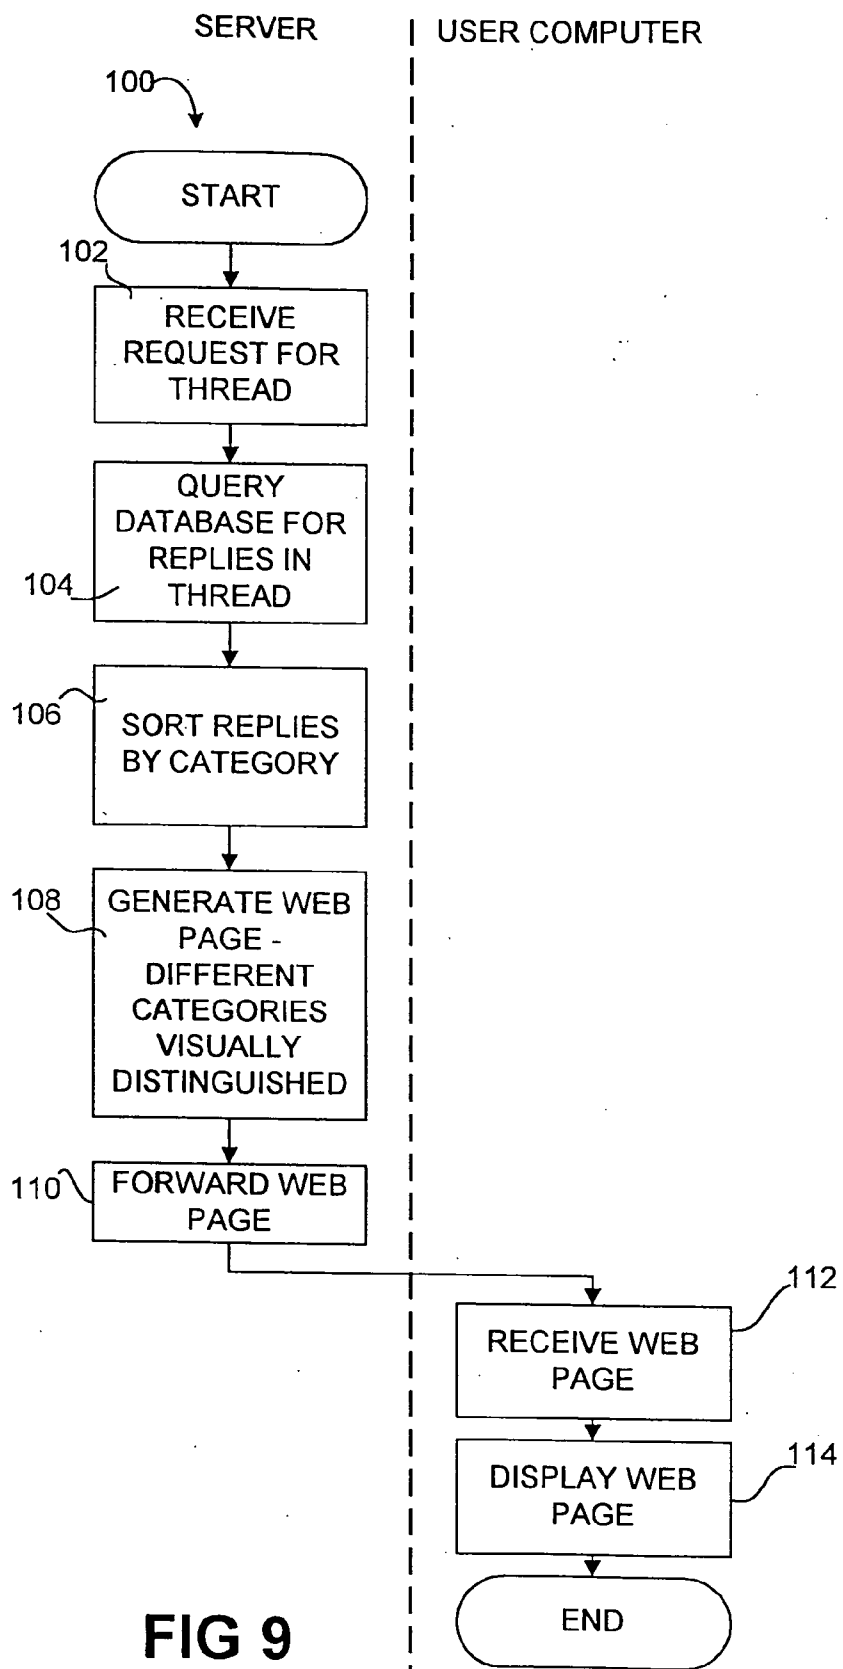 SERVER
USER COMPUTER
100
START
102
RECEIVE
REQUEST FOR
THREAD
QUERY
DATABASE FOR
REPLIES IN
THREAD
104
106
SORT REPLIES
BY CATEGORY
108
GENERATE WEB
PAGE -
DIFFERENT
CATEGORIES
VISUALLY
DISTINGUISHED
110
FORWARD WEB
PAGE
112
RECEIVE WEB
PAGE
114
DISPLAY WEB
PAGE
END
FIG 9